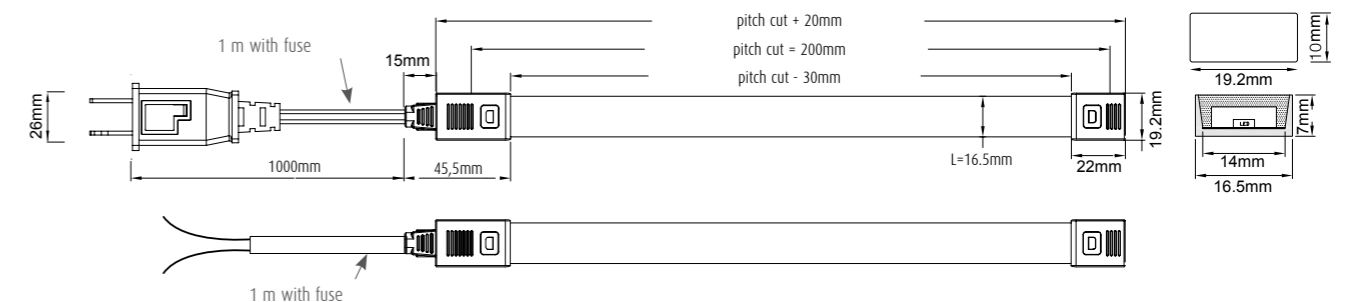 pitch cut + 20mm
1 m with fuse
pitch cut = 200mm
15mm
pitch cut - 30mm
10mm
19.2mm
26mm
19.2mm
LED
7mm
L=16.5mm
1000mm
45,5mm
22mm
14mm
16.5mm
1 m with fuse